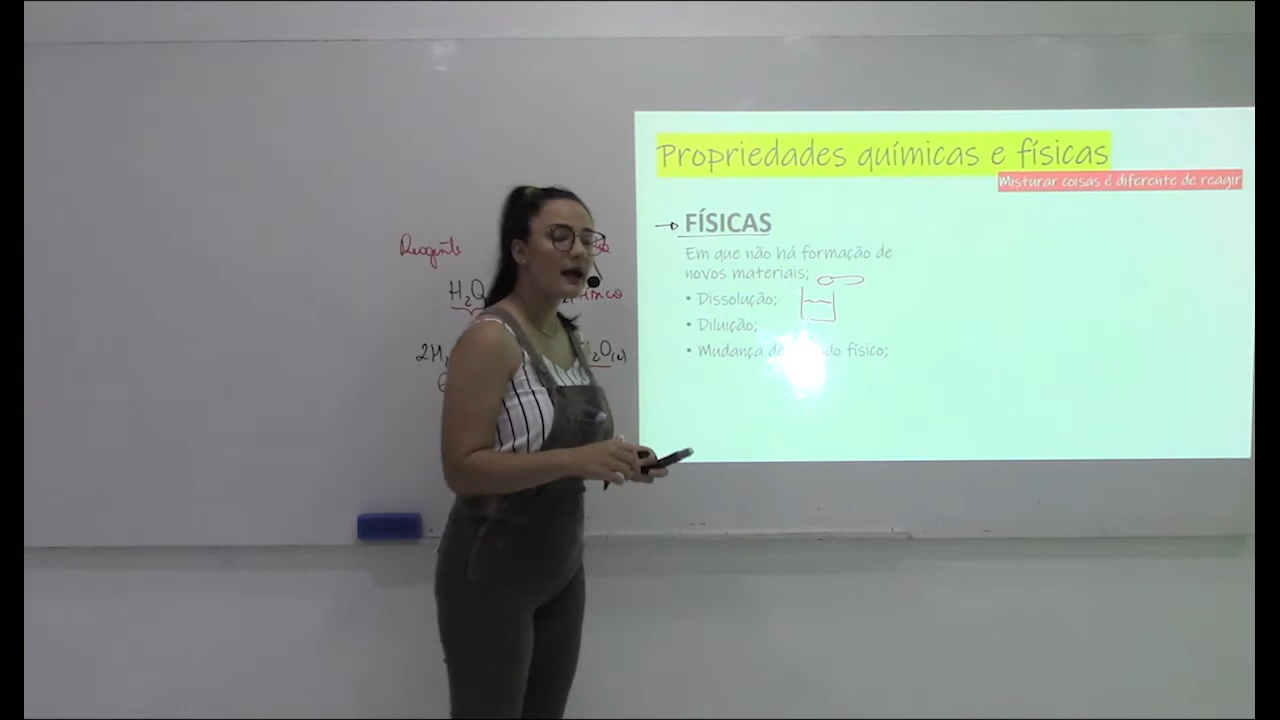 Propriedades químicas e físicas
Misturar coisas é diferente de reagir
FÍSICAS
Em que não há formação de
novos materiais;
• Dissolução;
• Diluição;
• Mudança de físico;
Reagente
H₂O
2H₂
₂O(l)